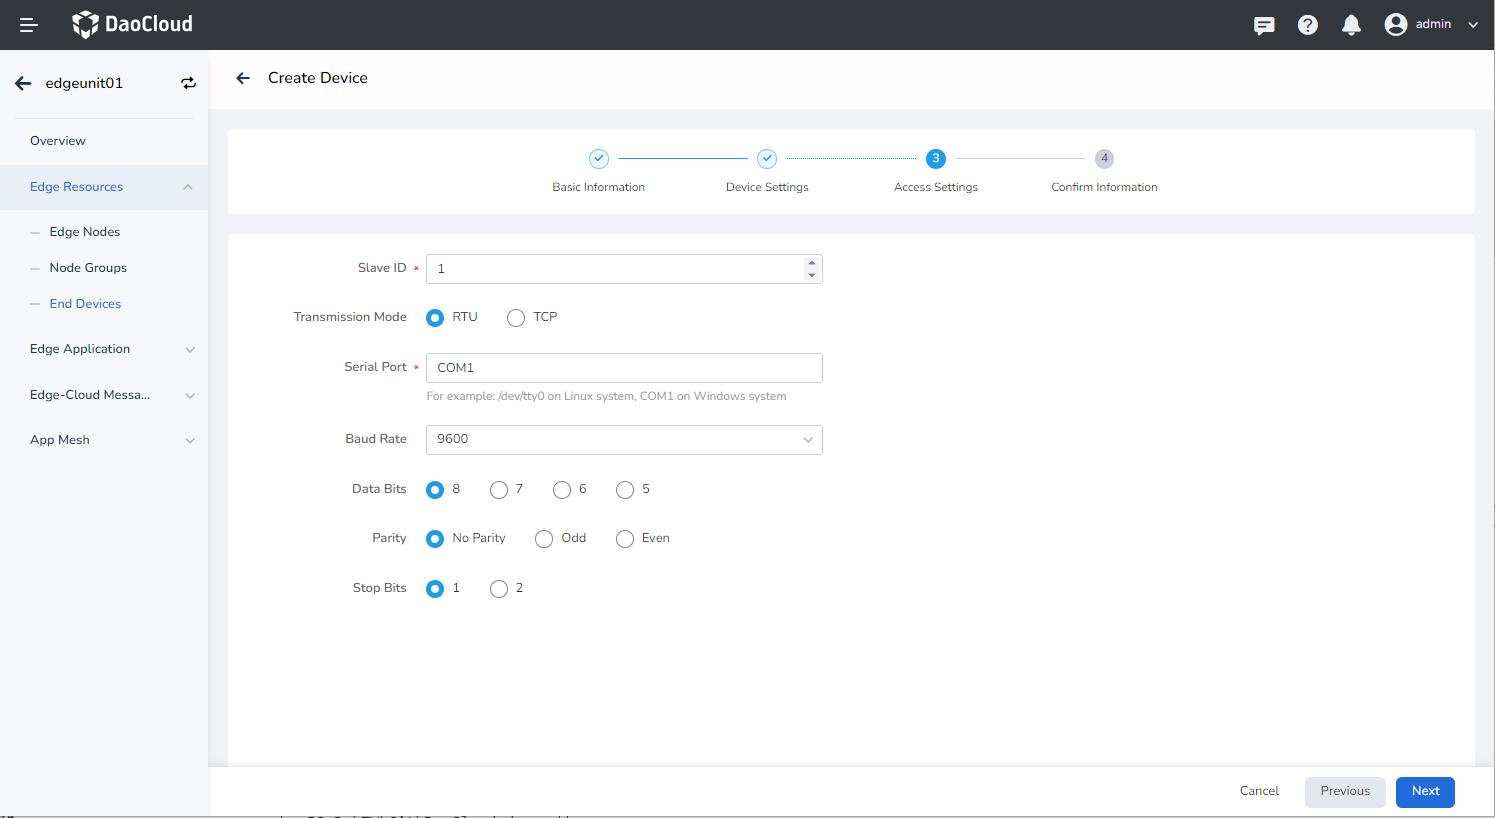 DaoCloud
admin
edgeunit01
Create Device
Overview
Edge Resources
Edge Nodes
Node Groups
End Devices
Edge Application
Edge-Cloud Messa...
App Mesh
3
4
Basic Information
Device Settings
Access Settings
Confirm Information
Slave ID * 1
Transmission Mode RTU TCP
Serial Port * COM1
For example: /dev/tty0 on Linux system, COM1 on Windows system
Baud Rate 9600
Data Bits 8 7 6 5
Parity No Parity Odd Even
Stop Bits 1 2
Cancel Previous Next